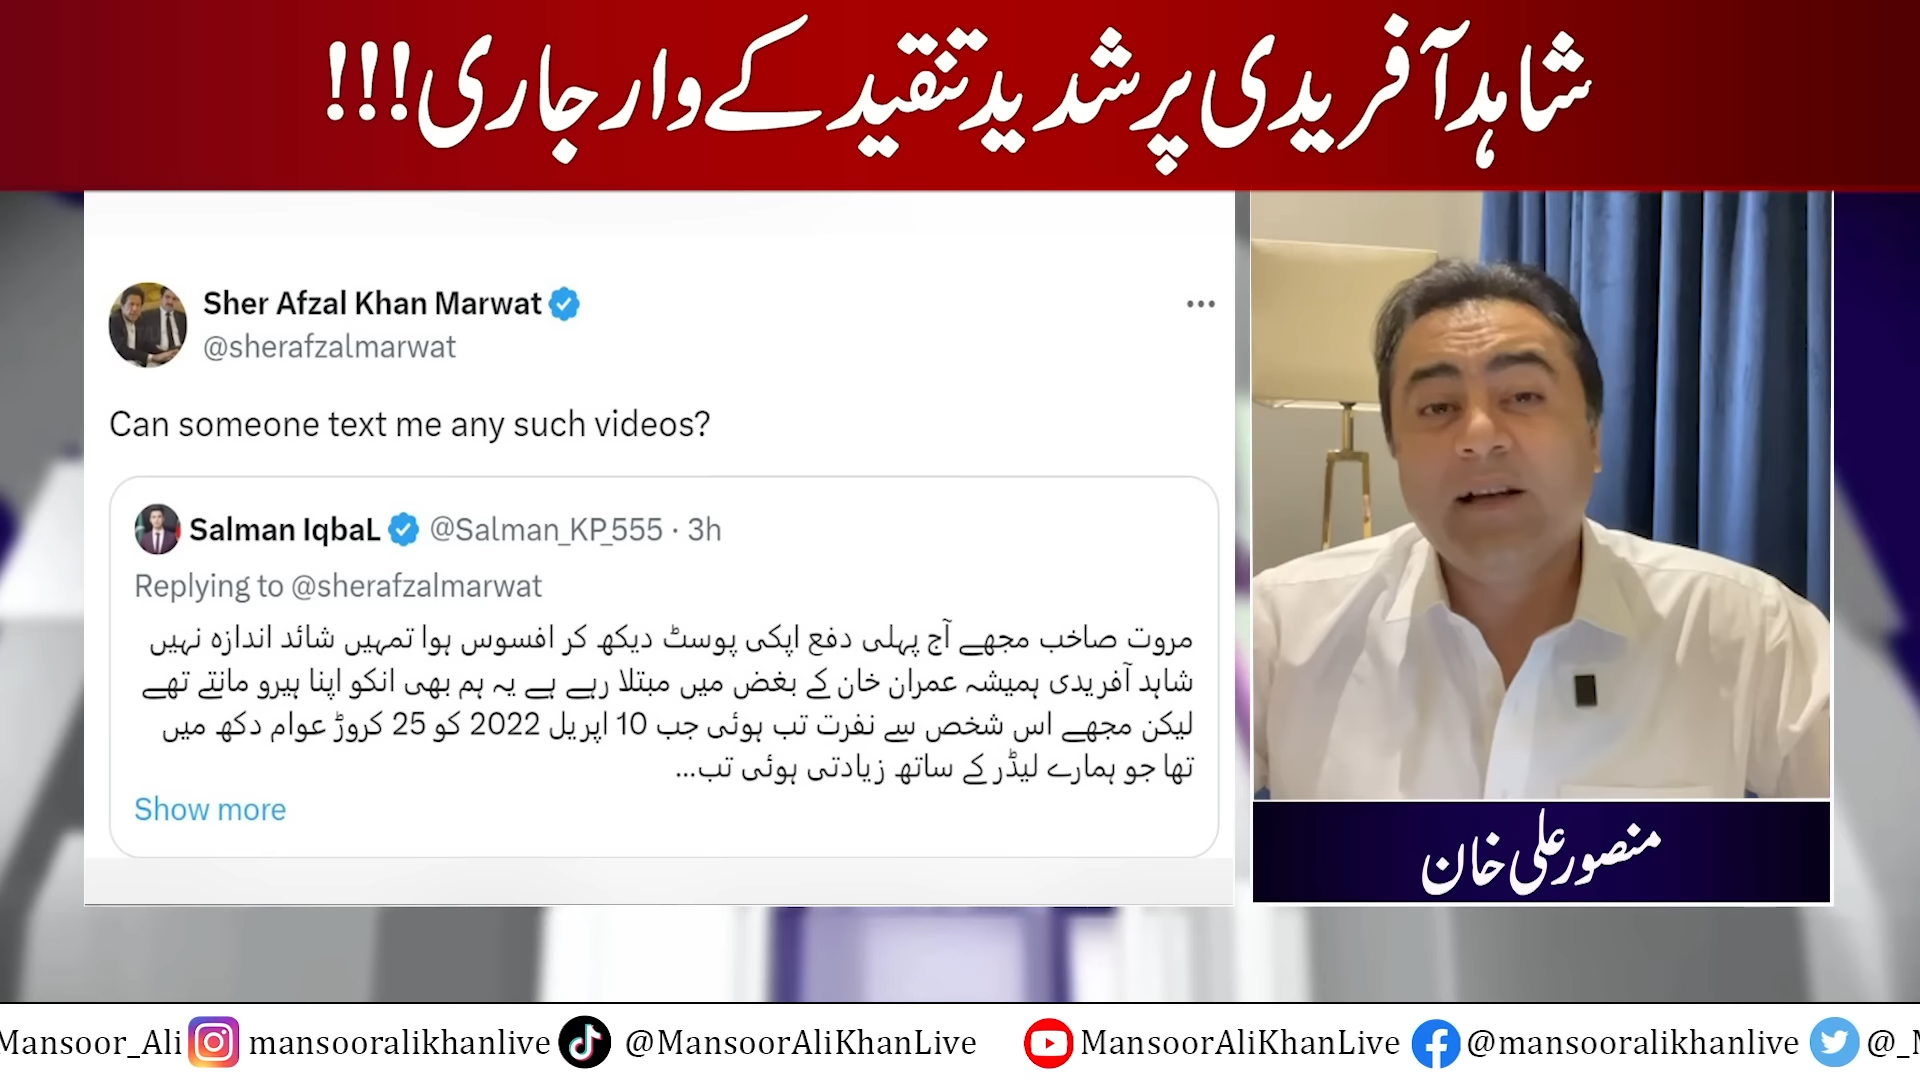 شاہد آفریدی پر شدید تنقید کے وار جاری!!!
Sher Afzal Khan Marwat
@sherafzalmarwat
Can someone text me any such videos?
Salman IqbaL @Salman_KP_555 · 3h
Replying to @sherafzalmarwat
مروت صاخب مجھے آج پہلی دفع اپکی پوسٹ دیکھ کر افسوس ہوا تمہیں شائد اندازہ نہیں
شاہد آفریدی ہمیشہ عمران خان کے بغض میں مبتلا رہے ہے یہ ہم بھی انکو اپنا ہیرو مانتے تھے
لیکن مجھے اس شخص سے نفرت تب ہوئی جب 10 اپریل 2022 کو 25 کروڑ عوام دکھ میں
تھا جو ہمارے لیڈر کے ساتھ زیادتی ہوئی تب...
Show more
منصور علی خان
Mansoor_Ali mansooralikhanlive @MansoorAliKhanLive MansoorAliKhanLive @mansooralikhanlive @_